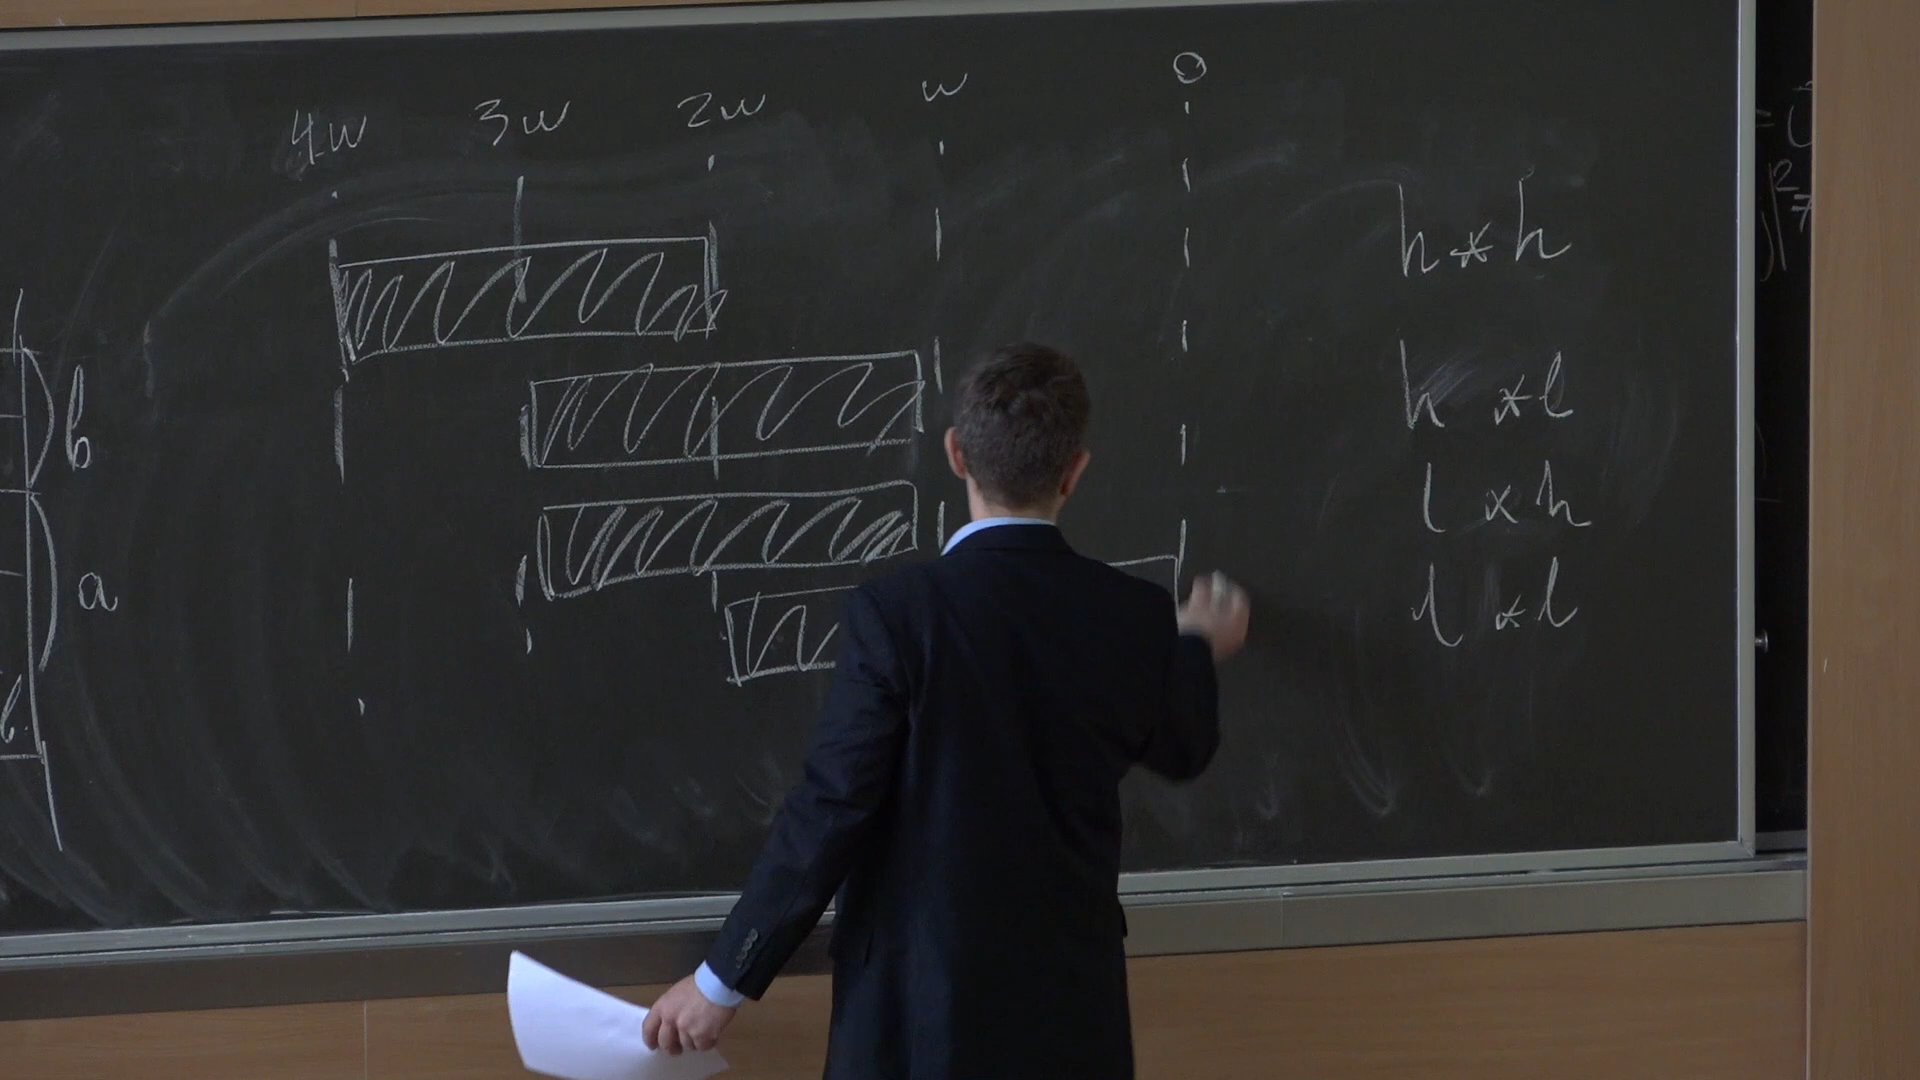 4w 3w 2w w 0
h * h
b
h * l
l * h
a
l * l